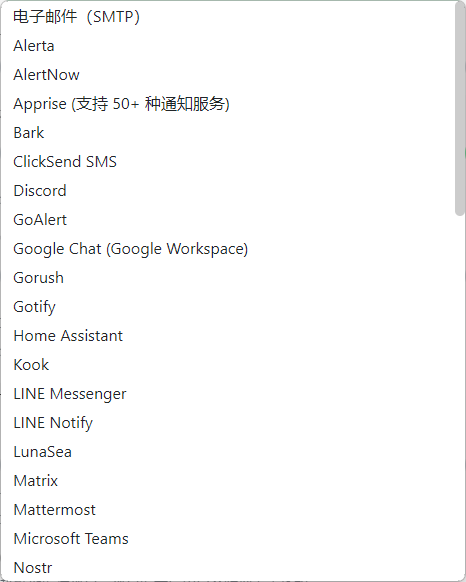 电子邮件（SMTP）
Alerta
AlertNow
Apprise (支持 50+ 种通知服务)
Bark
ClickSend SMS
Discord
GoAlert
Google Chat (Google Workspace)
Gorush
Gotify
Home Assistant
Kook
LINE Messenger
LINE Notify
LunaSea
Matrix
Mattermost
Microsoft Teams
Nostr